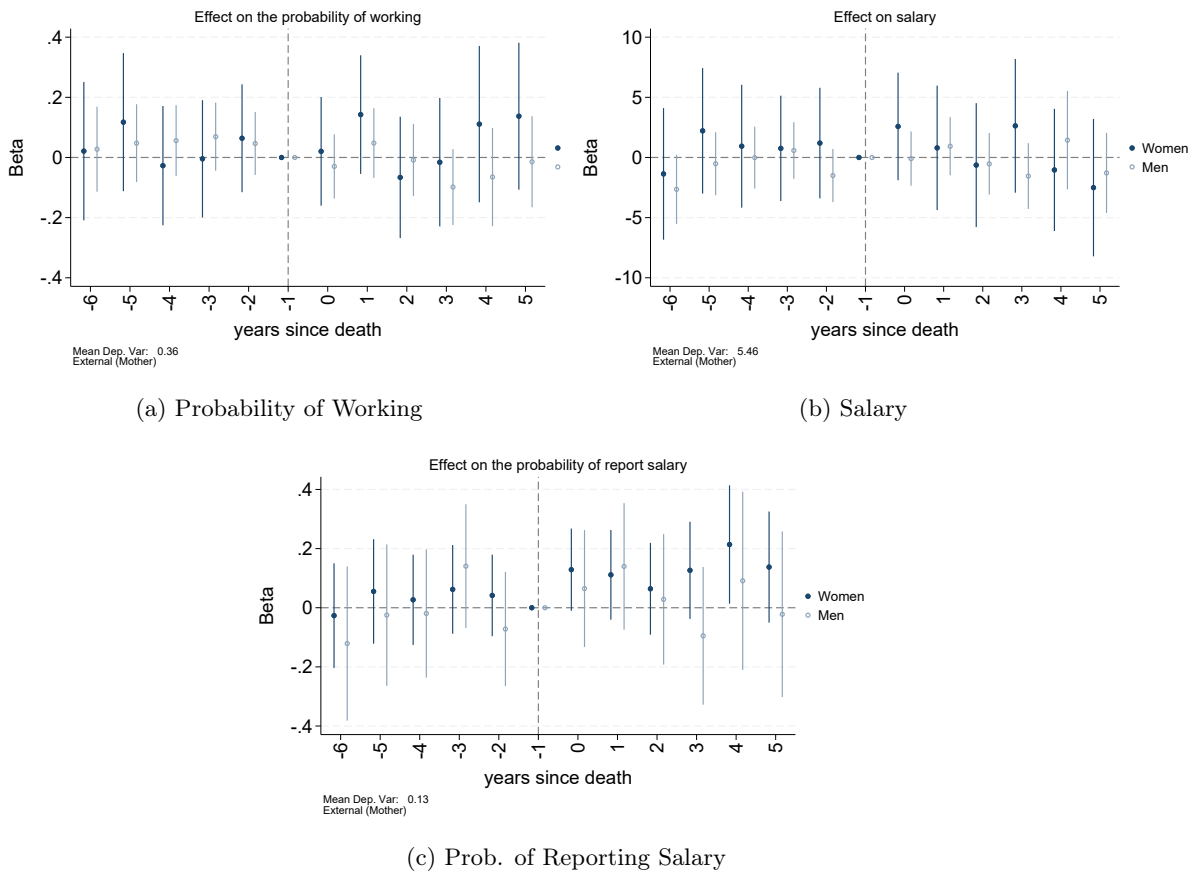 Effect on the probability of working
.4
.2
0
-.2
-.4
Beta
-6 -5 -4 -3 -2 -1 0 1 2 3 4 5
years since death
Mean Dep. Var: 0.36
External (Mother)
(a) Probability of Working
Effect on salary
10
5
0
-5
-10
Beta
-6 -5 -4 -3 -2 -1 0 1 2 3 4 5
years since death
Women
Men
Mean Dep. Var: 5.46
External (Mother)
(b) Salary
Effect on the probability of report salary
.4
.2
0
-.2
-.4
Beta
-6 -5 -4 -3 -2 -1 0 1 2 3 4 5
years since death
Women
Men
Mean Dep. Var: 0.13
External (Mother)
(c) Prob. of Reporting Salary